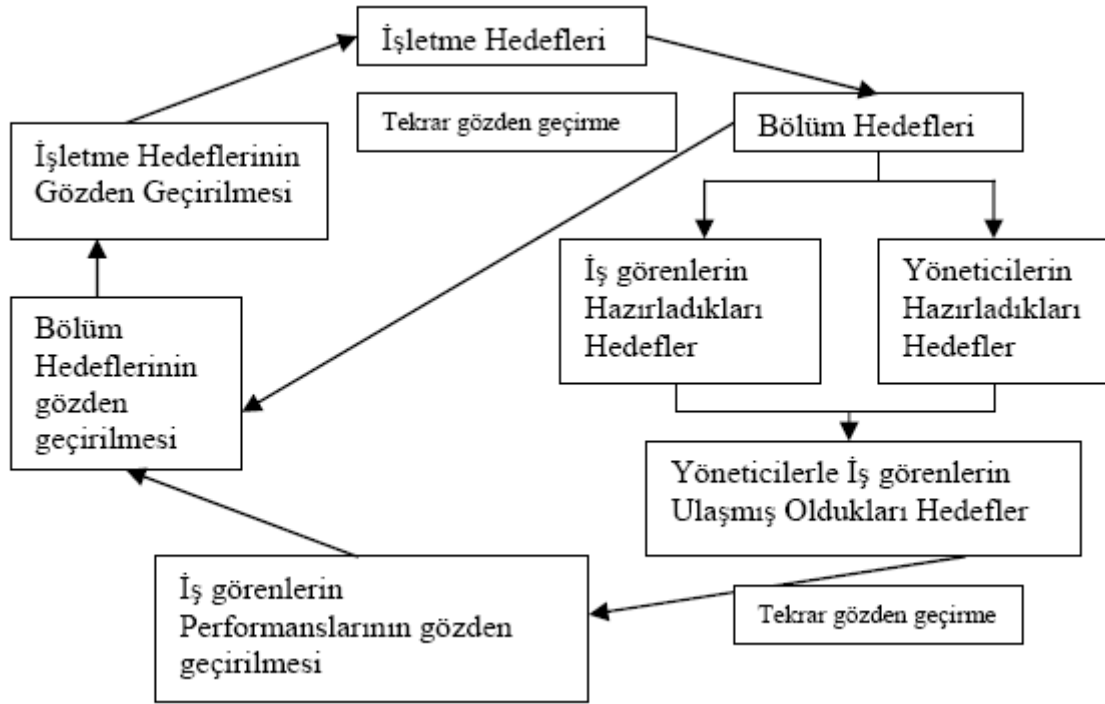 İşletme Hedefleri
Tekrar gözden geçirme
Bölüm Hedefleri
İşletme Hedeflerinin
Gözden Geçirilmesi
İş görenlerin
Hazırladıkları
Hedefler
Yöneticilerin
Hazırladıkları
Hedefler
Bölüm
Hedeflerinin
gözden
geçirilmesi
Yöneticilerle İş görenlerin
Ulaşmış Oldukları Hedefler
İş görenlerin
Performanslarının gözden
geçirilmesi
Tekrar gözden geçirme